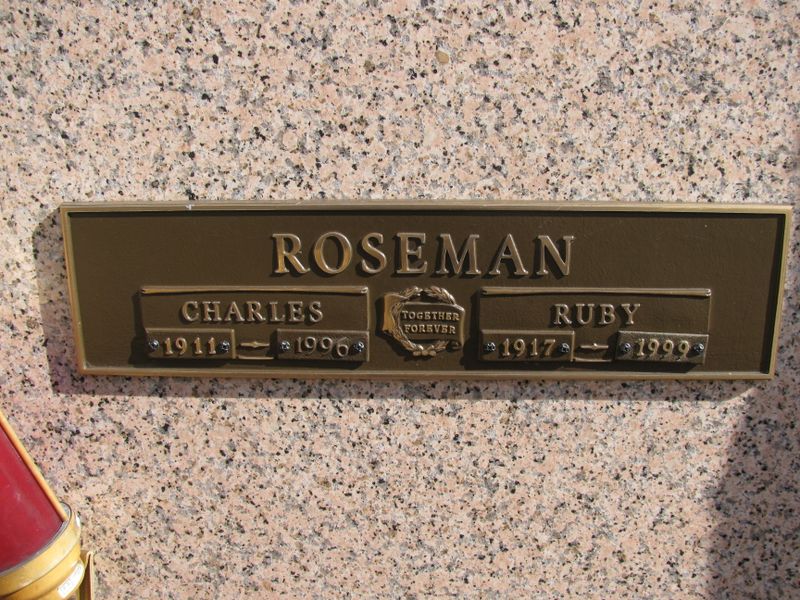 ROSEMAN
CHARLES
1911 — 1996
TOGETHER
FOREVER
RUBY
1917 — 1999